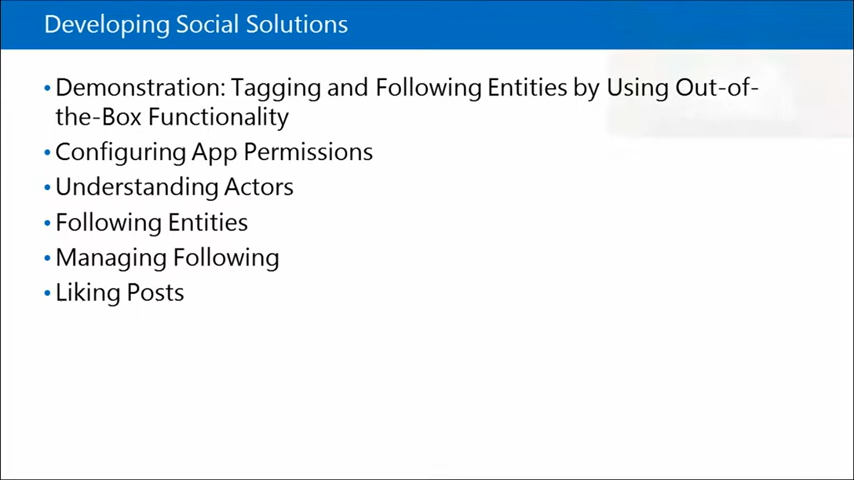 Developing Social Solutions
• Demonstration: Tagging and Following Entities by Using Out-of-
the-Box Functionality
• Configuring App Permissions
• Understanding Actors
• Following Entities
• Managing Following
• Liking Posts